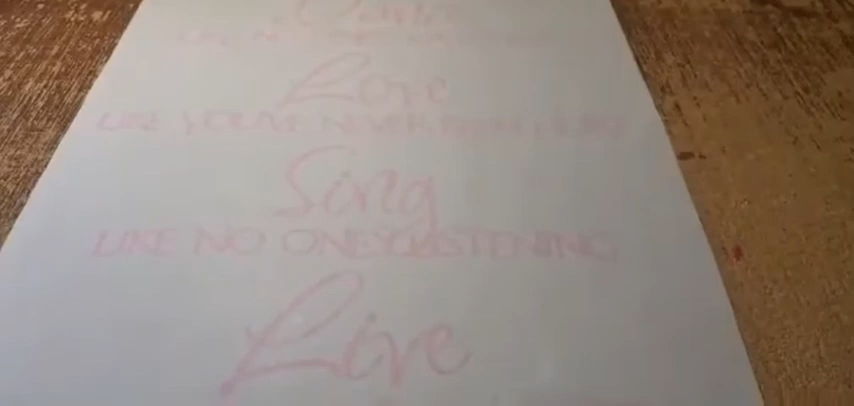 Love
LIKE YOU'VE NEVER BEEN HURT
Sing
LIKE NO ONE'S LISTENING
Live